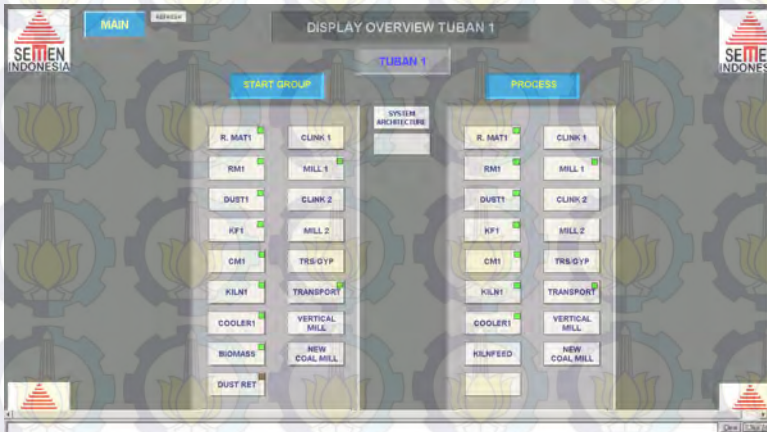 MAIN
REFRESH
DISPLAY OVERVIEW TUBAN 1
SEMEN
INDONESIA
SEMEN
INDONES
TUBAN 1
START GROUP
PROCESS
SYSTEM
ARCHITECTURE
R. MAT1
CLINK 1
RM1
MILL 1
DUST1
CLINK 2
KF1
MILL 2
CM1
TRS/GYP
KILN1
TRANSPORT
COOLER1
VERTICAL
MILL
BIOMASS
NEW
COAL MILL
DUST RET
R. MAT1
CLINK 1
RM1
MILL 1
DUST1
CLINK 2
KF1
MILL 2
CM1
TRS/GYP
KILN1
TRANSPORT
COOLER1
VERTICAL
MILL
KILNFEED
NEW
COAL MILL